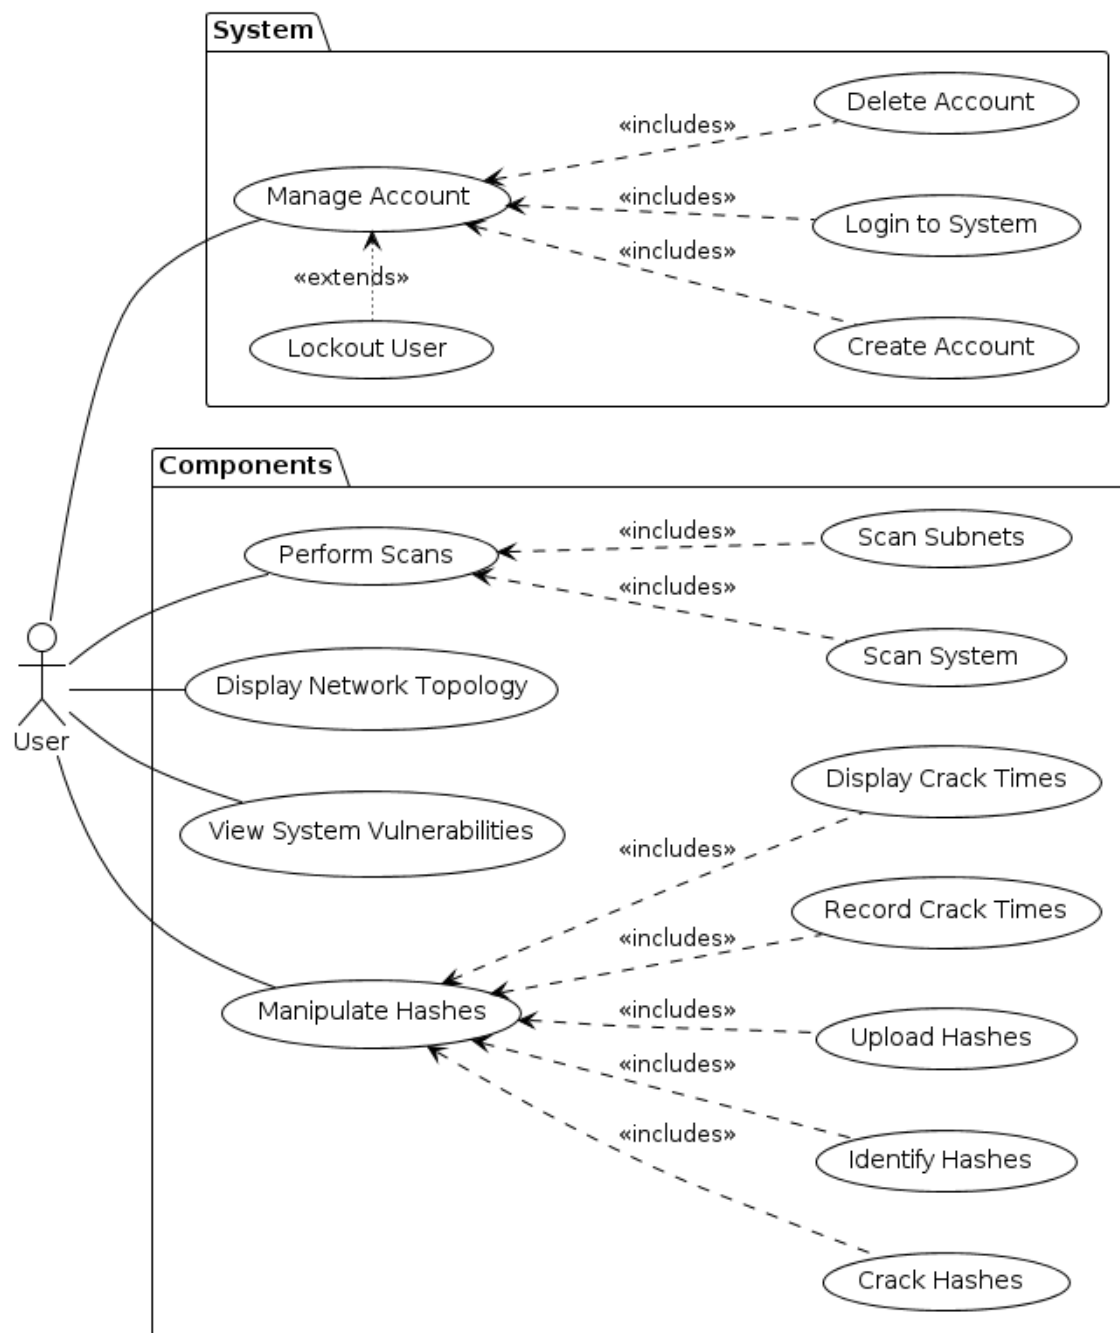 System
Delete Account
«includes»
Manage Account
«includes»
Login to System
«includes»
«extends»
Lockout User
Create Account
Components
«includes»
Scan Subnets
Perform Scans
«includes»
Scan System
Display Network Topology
User
Display Crack Times
View System Vulnerabilities
«includes»
Record Crack Times
«includes»
Manipulate Hashes
«includes»
Upload Hashes
«includes»
«includes»
Identify Hashes
Crack Hashes